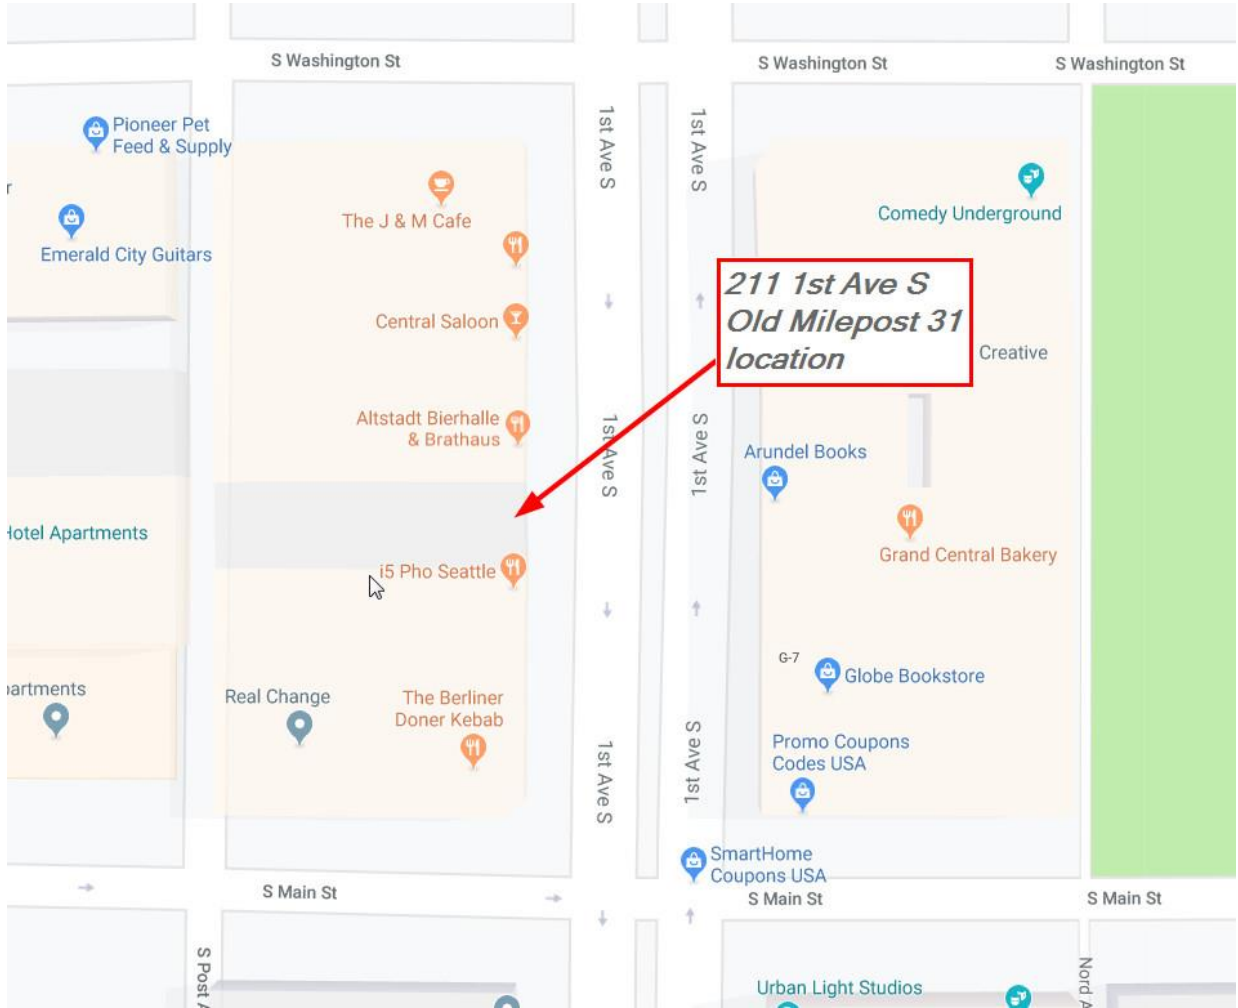 S Washington St
S Washington St
S Washington St
Pioneer Pet
Feed & Supply
1st Ave S
1st Ave S
r
The J & M Cafe
Comedy Underground
Emerald City Guitars
211 1st Ave S
Old Milepost 31
location
Central Saloon
Creative
Altstadt Bierhalle
& Brathaus
1st Ave S
1st Ave S
Arundel Books
Hotel Apartments
Grand Central Bakery
i5 Pho Seattle
G-7
Globe Bookstore
partments
Real Change
The Berliner
Doner Kebab
1st Ave S
1st Ave S
Promo Coupons
Codes USA
SmartHome
Coupons USA
S Main St
S Main St
S Main St
S Post A
Nord A
Urban Light Studios